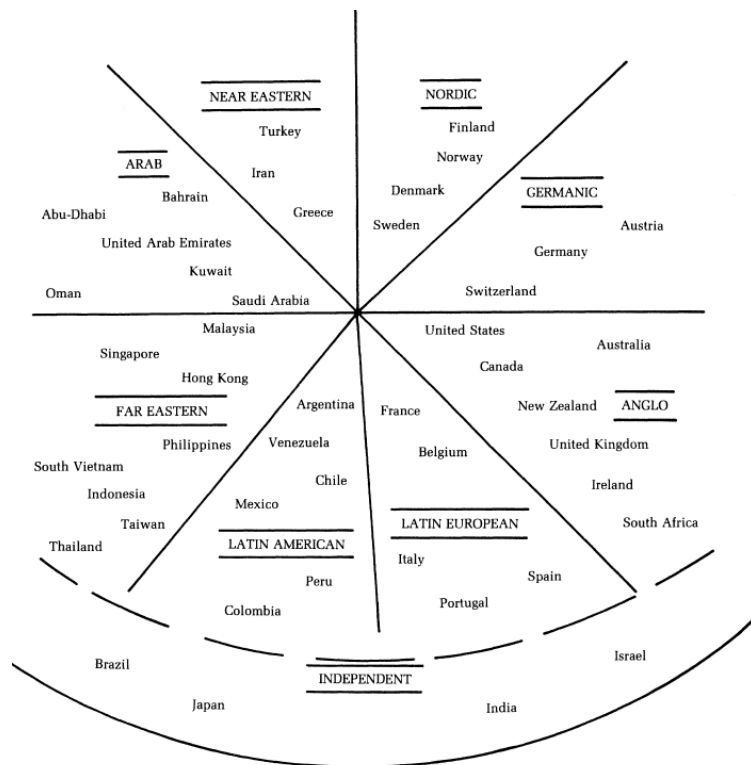 NEAR EASTERN
Turkey
Iran
Greece
NORDIC
Finland
Norway
Denmark
Sweden
GERMANIC
Austria
Germany
Switzerland
ARAB
Bahrain
Abu-Dhabi
United Arab Emirates
Kuwait
Oman
Saudi Arabia
Malaysia
Singapore
Hong Kong
FAR EASTERN
Philippines
South Vietnam
Indonesia
Taiwan
Thailand
Argentina
Venezuela
Chile
Mexico
LATIN AMERICAN
Peru
Colombia
France
Belgium
LATIN EUROPEAN
Italy
Spain
Portugal
United States
Australia
Canada
New Zealand
ANGLO
United Kingdom
Ireland
South Africa
INDEPENDENT
Brazil
Japan
India
Israel